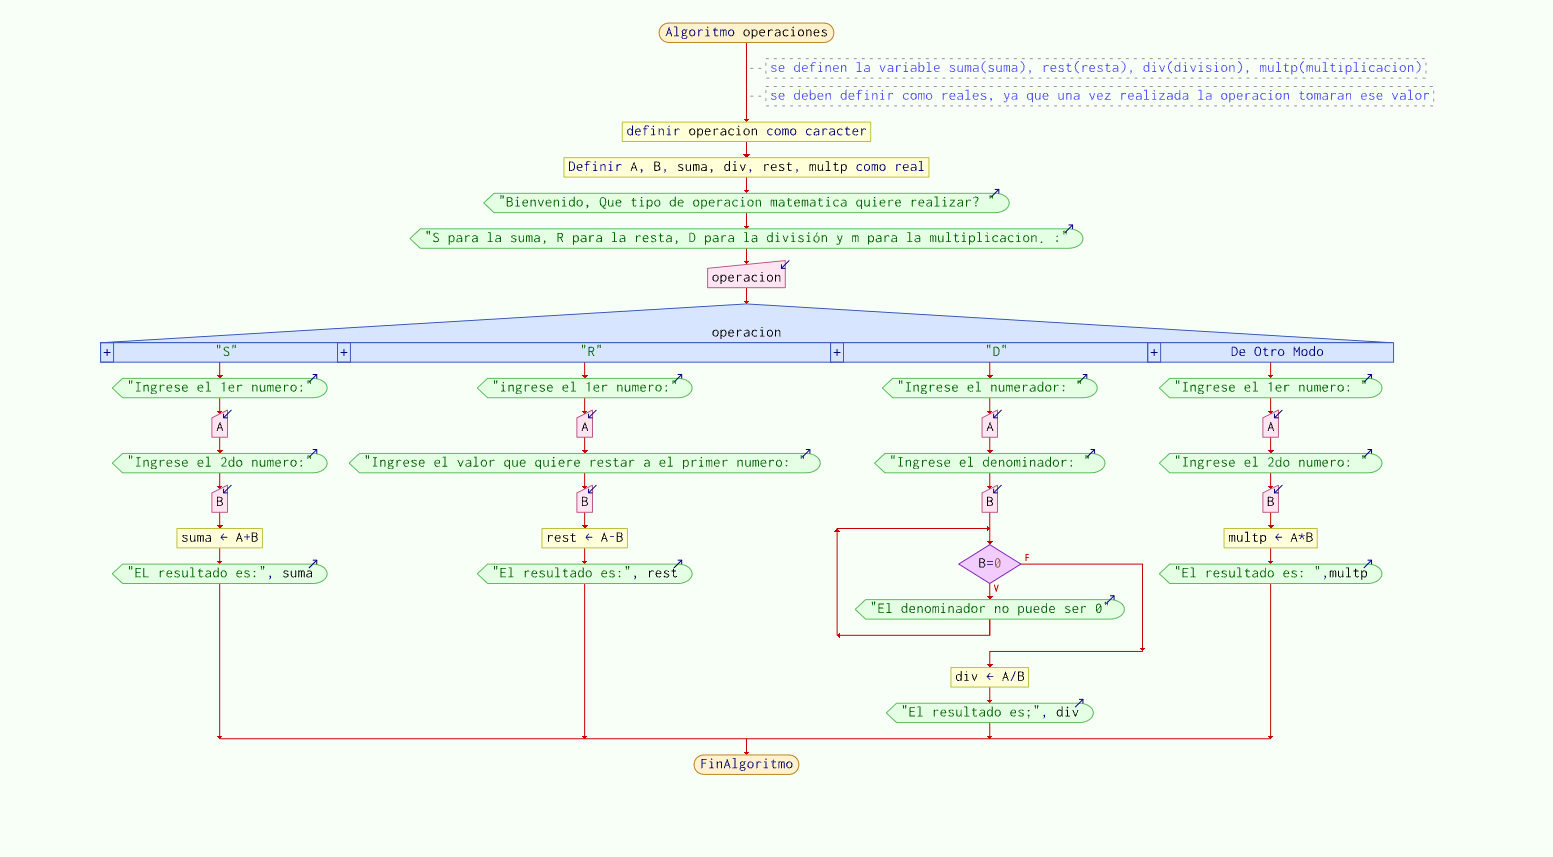 Algoritmo operaciones
se definen la variable suma(suma), rest(resta), div(division), multp(multiplicacion)
se deben definir como reales, ya que una vez realizada la operacion tomaran ese valor
definir operacion como caracter
Definir A, B, suma, div, rest, multp como real
"Bienvenido, Que tipo de operacion matematica quiere realizar? "
"S para la suma, R para la resta, D para la división y m para la multiplicacion. :"
operacion
operacion
+ "S" + "R" + "D" + De Otro Modo
"Ingrese el 1er numero:" "ingrese el 1er numero:" "Ingrese el numerador: " "Ingrese el 1er numero: "
A A A A
"Ingrese el 2do numero:" "Ingrese el valor que quiere restar a el primer numero: " "Ingrese el denominador: " "Ingrese el 2do numero: "
B B B B
suma ← A+B rest ← A-B multp ← A*B
B=0 F
"EL resultado es:", suma "El resultado es:", rest "El resultado es: ",multp
V
"El denominador no puede ser 0"
div ← A/B
"El resultado es;", div
FinAlgoritmo